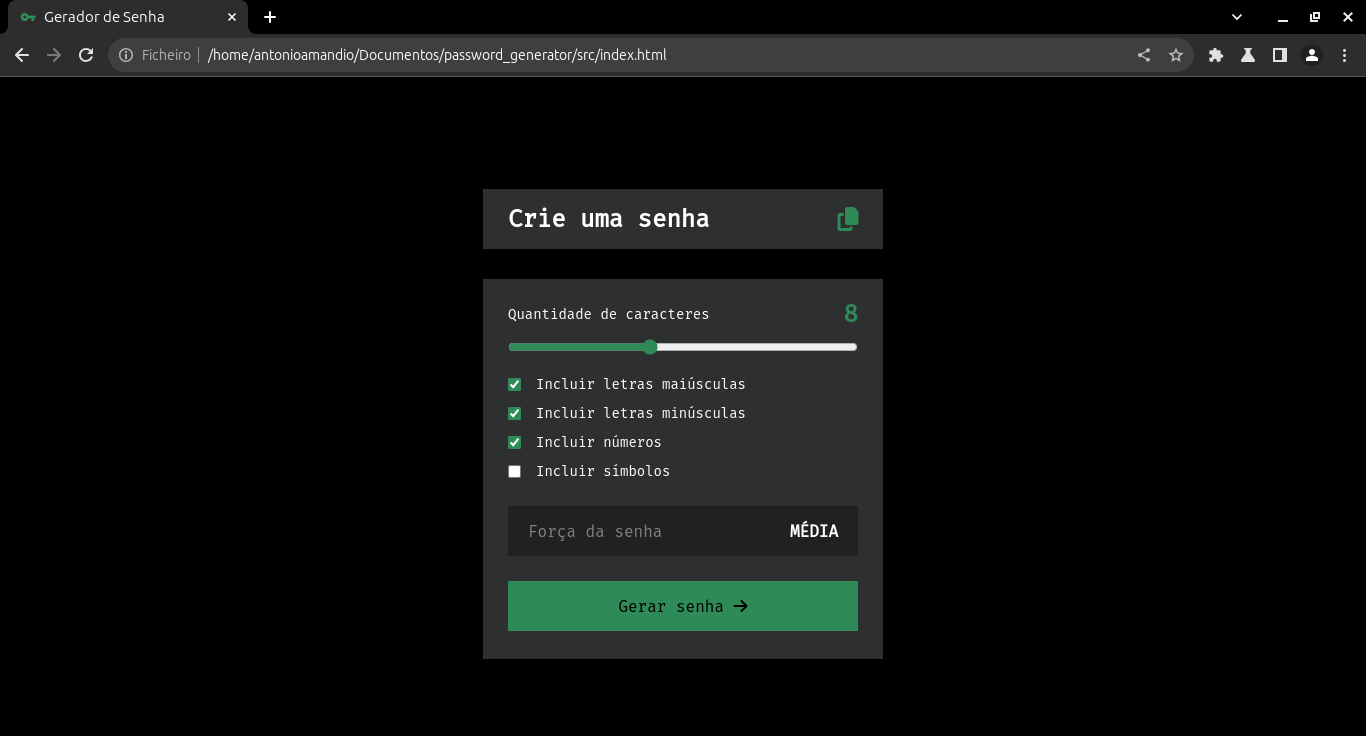 Gerador de Senha
Ficheiro | /home/antonioamandio/Documentos/password_generator/src/index.html
Crie uma senha
Quantidade de caracteres 8
Incluir letras maiúsculas
Incluir letras minúsculas
Incluir números
Incluir símbolos
Força da senha MÉDIA
Gerar senha →